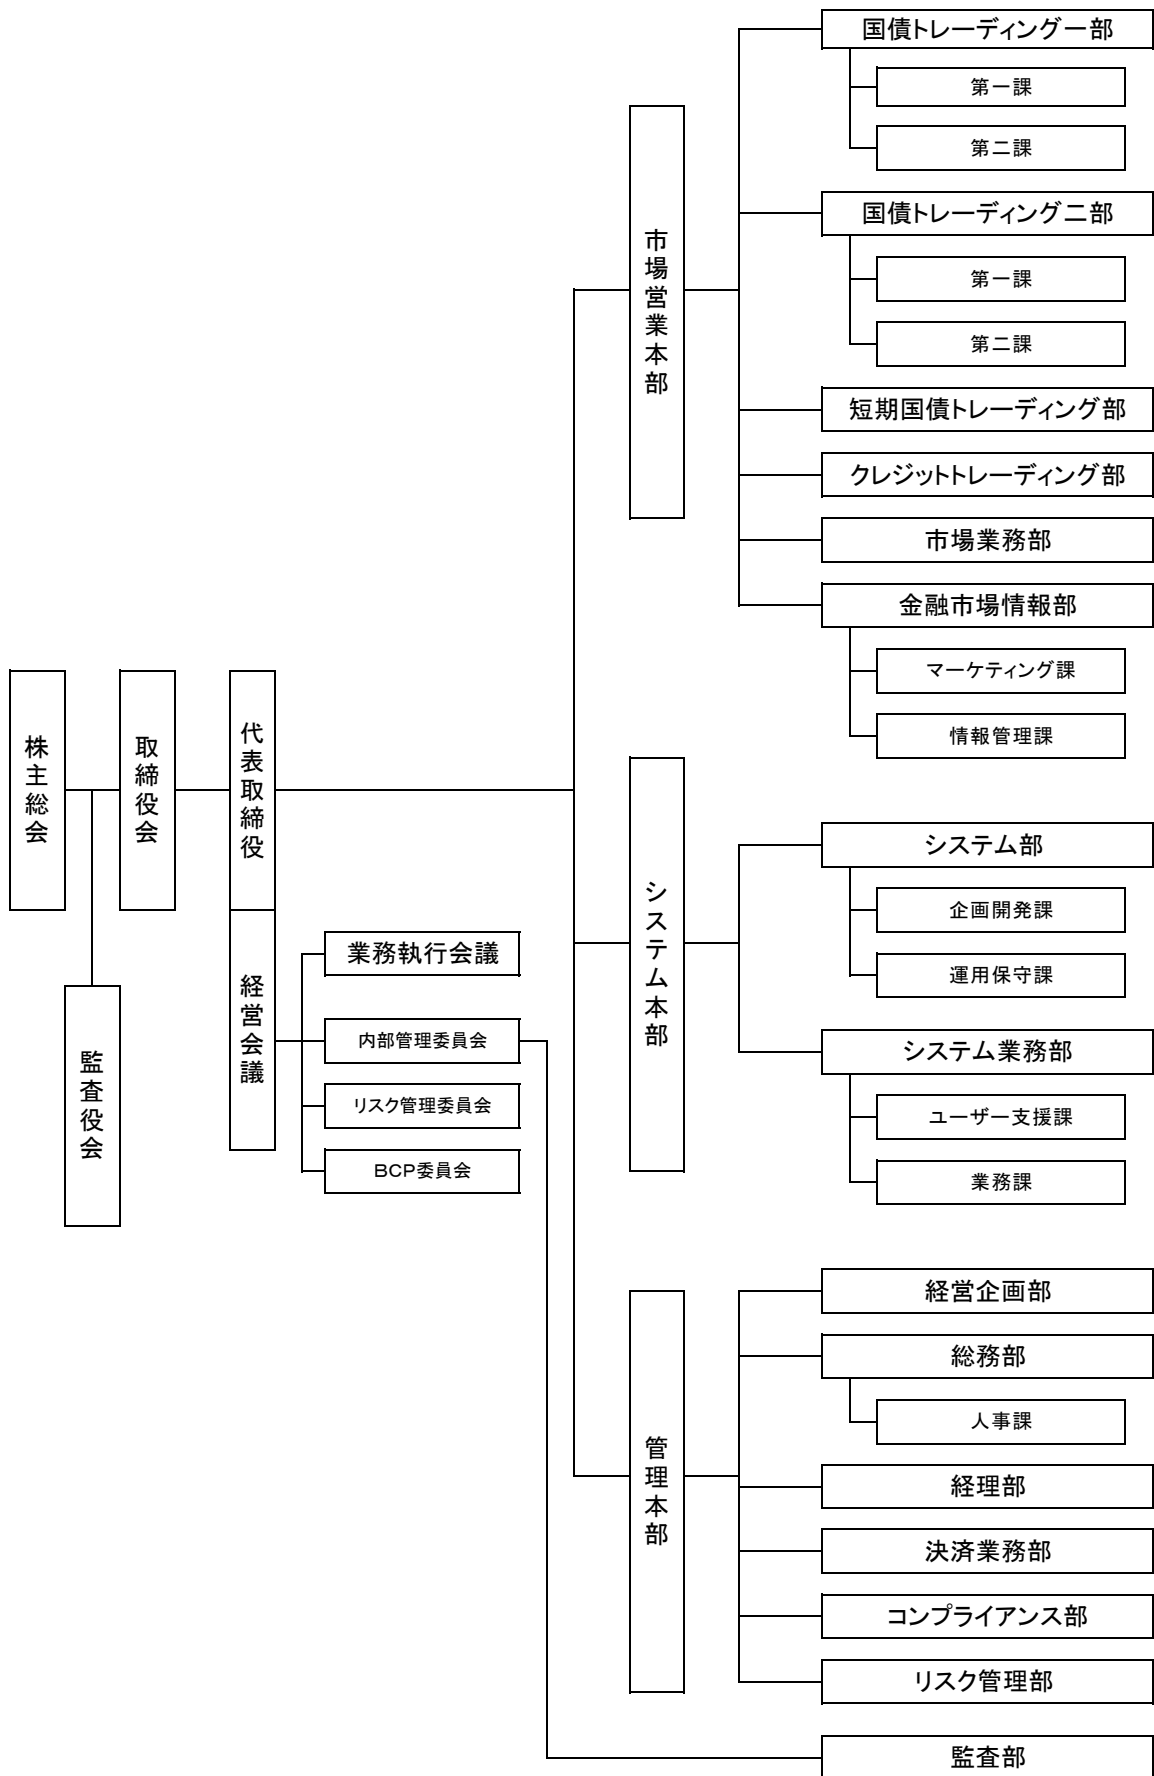 株主総会
監査役会
取締役会
代表取締役
経営会議
業務執行会議
内部管理委員会
リスク管理委員会
BCP委員会
市場営業本部
国債トレーディング一部
第一課
第二課
国債トレーディング二部
第一課
第二課
短期国債トレーディング部
クレジットトレーディング部
市場業務部
金融市場情報部
マーケティング課
情報管理課
システム本部
システム部
企画開発課
運用保守課
システム業務部
ユーザー支援課
業務課
管理本部
経営企画部
総務部
人事課
経理部
決済業務部
コンプライアンス部
リスク管理部
監査部